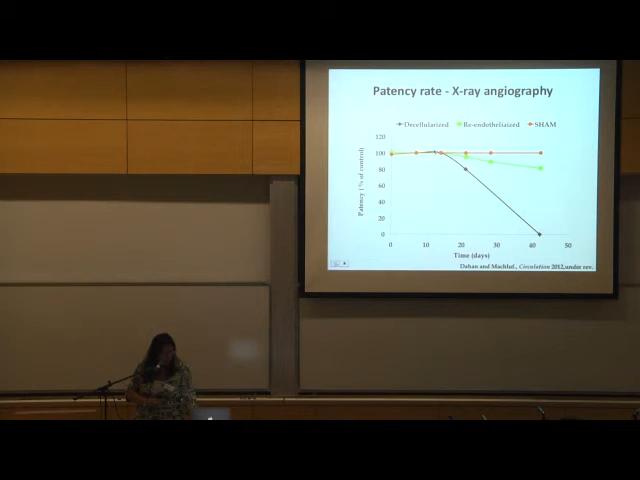 Patency rate - X-ray angiography
Decellularized Re-endothelialized SHAM
120
100
80
60
40
20
0
Patency (% of control)
0 10 20 30 40 50
Time (days)
Dahan and Machluf., Circulation 2012,under rev.